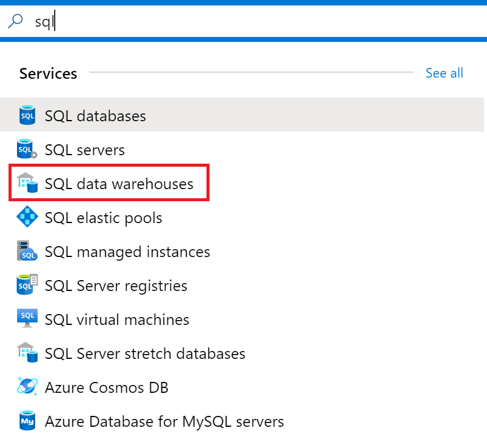 sql
Services See all
SQL databases
SQL servers
SQL data warehouses
SQL elastic pools
SQL managed instances
SQL Server registries
SQL virtual machines
SQL Server stretch databases
Azure Cosmos DB
Azure Database for MySQL servers